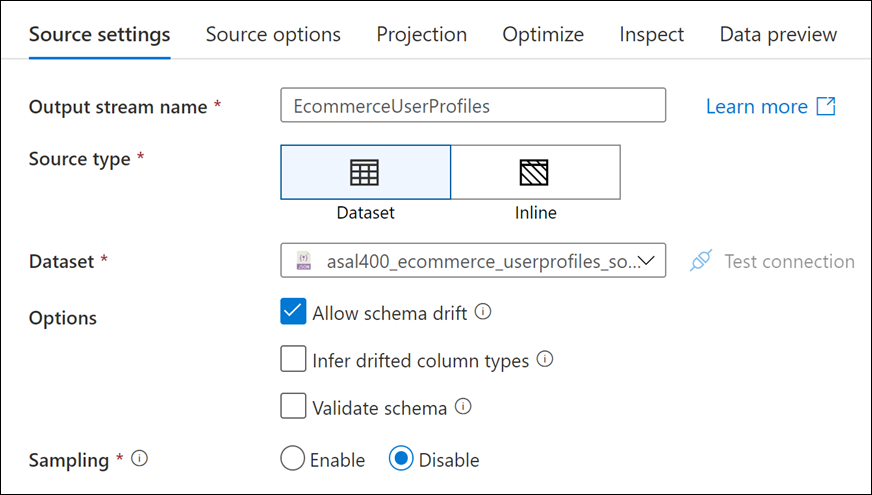 Source settings Source options Projection Optimize Inspect Data preview
Output stream name * EcommerceUserProfiles Learn more
Source type *
Dataset Inline
Dataset * asal400_ecommerce_userprofiles_so... Test connection
Options Allow schema drift
Infer drifted column types
Validate schema
Sampling * Enable Disable